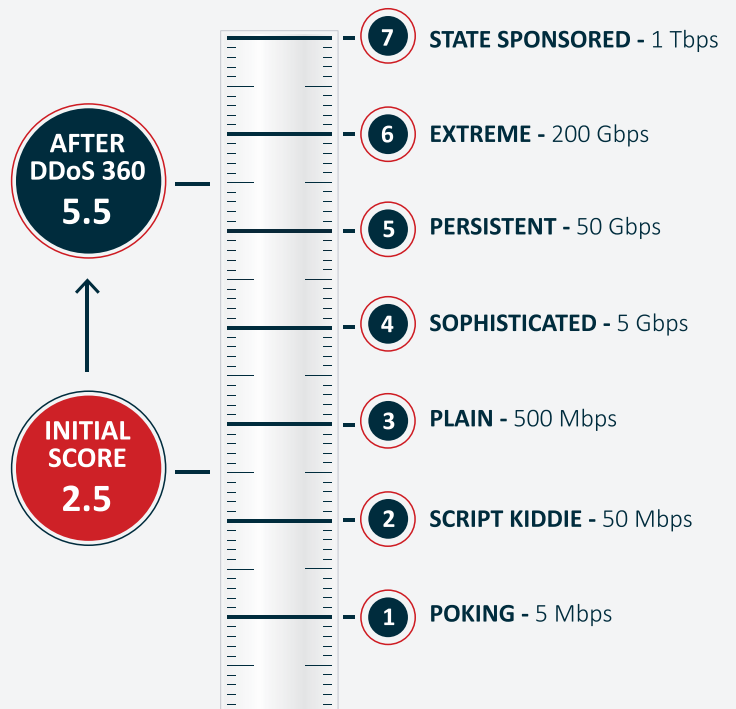 7 STATE SPONSORED - 1 Tbps
6 EXTREME - 200 Gbps
AFTER
DDoS 360
5.5
5 PERSISTENT - 50 Gbps
4 SOPHISTICATED - 5 Gbps
3 PLAIN - 500 Mbps
INITIAL
SCORE
2.5
2 SCRIPT KIDDIE - 50 Mbps
1 POKING - 5 Mbps